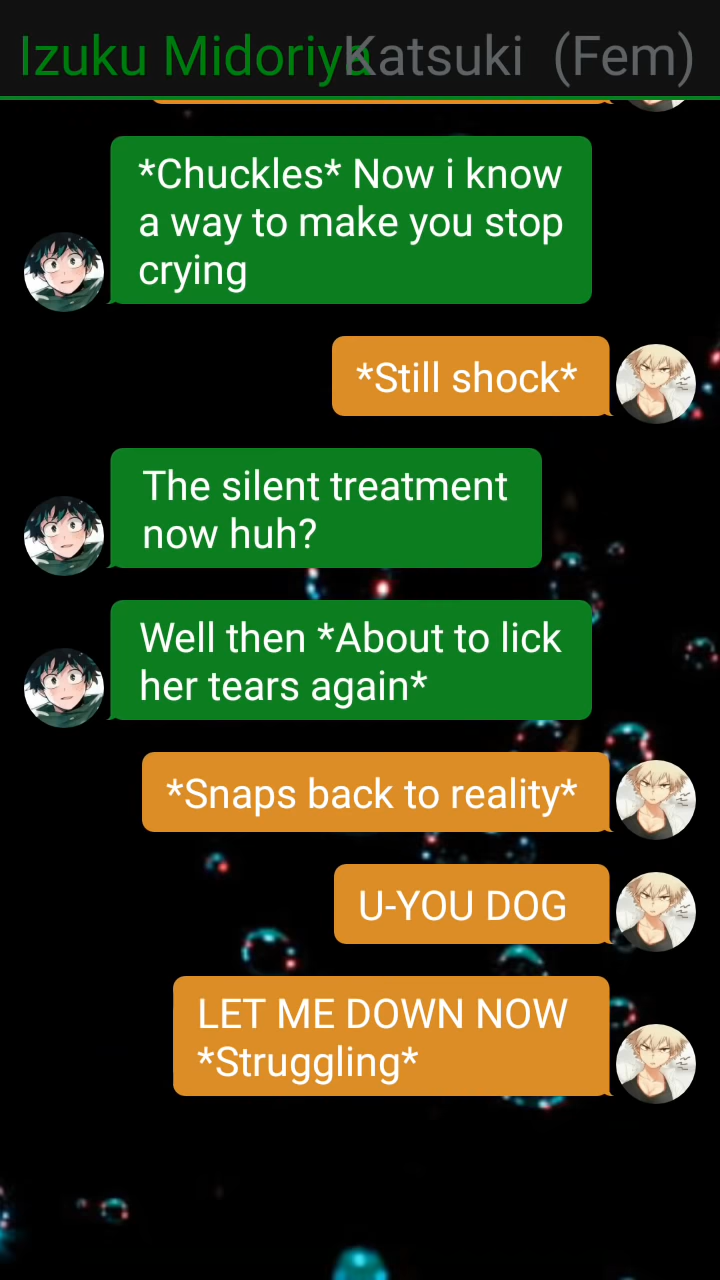 Izuku Midoriya Katsuki (Fem)
*Chuckles* Now i know
a way to make you stop
crying
*Still shock*
The silent treatment
now huh?
Well then *About to lick
her tears again*
*Snaps back to reality*
U-YOU DOG
LET ME DOWN NOW
*Struggling*